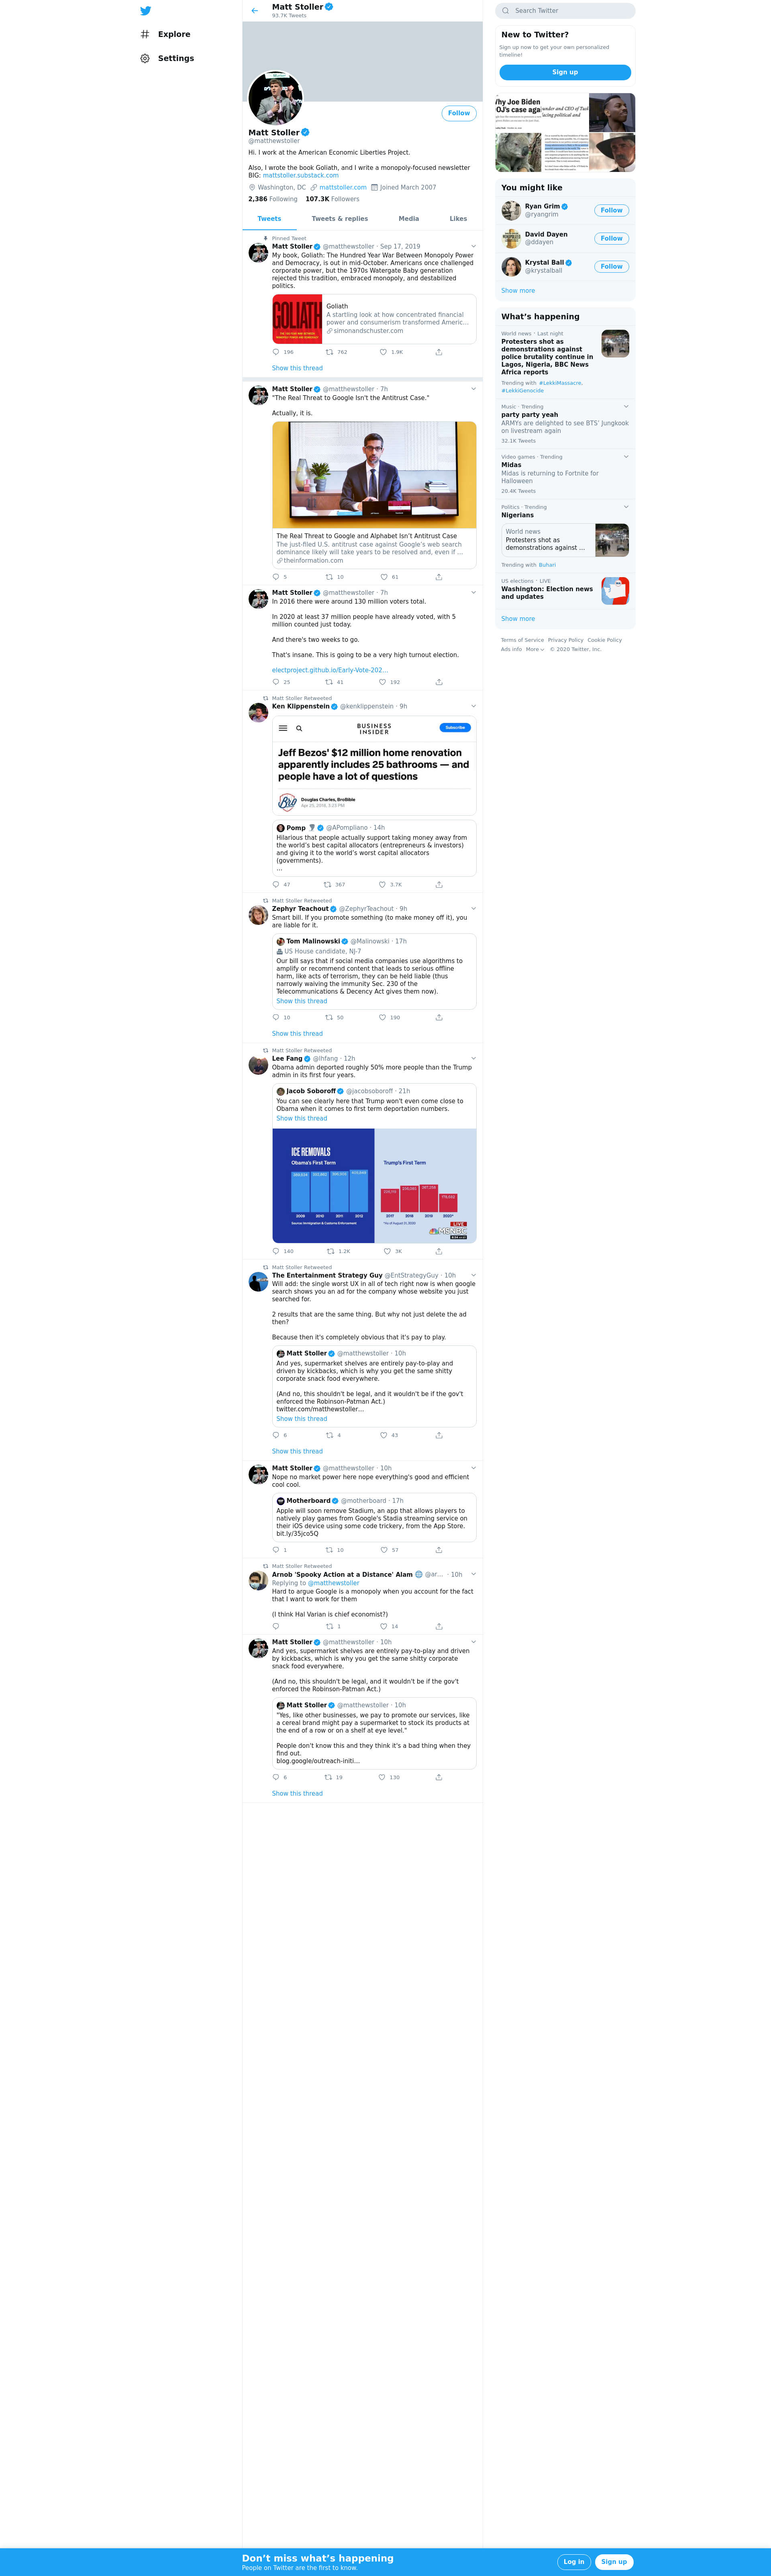 Explore
Settings
Matt Stoller
93.7K Tweets
Follow
Matt Stoller
@matthewstoller
Hi. I work at the American Economic Liberties Project.
Also, I wrote the book Goliath, and I write a monopoly-focused newsletter
BIG: mattstoller.substack.com
Washington, DC mattstoller.com Joined March 2007
2,386 Following 107.3K Followers
Tweets Tweets & replies Media Likes
Pinned Tweet
Matt Stoller @matthewstoller · Sep 17, 2019
My book, Goliath: The Hundred Year War Between Monopoly Power
and Democracy, is out in mid-October. Americans once challenged
corporate power, but the 1970s Watergate Baby generation
rejected this tradition, embraced monopoly, and destabilized
politics.
GOLIATH
Goliath
A startling look at how concentrated financial
power and consumerism transformed Americ...
simonandschuster.com
196 762 1.9K
Show this thread
Matt Stoller @matthewstoller · 7h
"The Real Threat to Google Isn't the Antitrust Case."
Actually, it is.
The Real Threat to Google and Alphabet Isn't Antitrust Case
The just-filed U.S. antitrust case against Google's web search
dominance likely will take years to be resolved and, even if ...
theinformation.com
5 10 61
Matt Stoller @matthewstoller · 7h
In 2016 there were around 130 million voters total.
In 2020 at least 37 million people have already voted, with 5
million counted just today.
And there's two weeks to go.
That's insane. This is going to be a very high turnout election.
electproject.github.io/Early-Vote-202...
25 41 192
Matt Stoller Retweeted
Ken Klippenstein @kenklippenstein · 9h
BUSINESS
INSIDER
Subscribe
Jeff Bezos' $12 million home renovation
apparently includes 25 bathrooms — and
people have a lot of questions
Bro
Douglas Charles, BroBible
Pomp @APompliano · 14h
Hilarious that people actually support taking money away from
the world's best capital allocators (entrepreneurs & investors)
and giving it to the world's worst capital allocators
(governments).
...
47 367 3.7K
Matt Stoller Retweeted
Zephyr Teachout @ZephyrTeachout · 9h
Smart bill. If you promote something (to make money off it), you
are liable for it.
Tom Malinowski @Malinowski · 17h
US House candidate, NJ-7
Our bill says that if social media companies use algorithms to
amplify or recommend content that leads to serious offline
harm, like acts of terrorism, they can be held liable (thus
narrowly waiving the immunity Sec. 230 of the
Telecommunications & Decency Act gives them now).
Show this thread
10 50 190
Show this thread
Matt Stoller Retweeted
Lee Fang @lhfang · 12h
Obama admin deported roughly 50% more people than the Trump
admin in its first four years.
Jacob Soboroff @jacobsoboroff · 21h
You can see clearly here that Trump won't even come close to
Obama when it comes to first term deportation numbers.
Show this thread
ICE REMOVALS
Obama's First Term Trump's First Term
2009 2010 2011 2012 2017 2018 2019 2020*
Source: Immigration & Customs Enforcement
LIVE
MSNBC
140 1.2K 3K
Matt Stoller Retweeted
The Entertainment Strategy Guy @EntStrategyGuy · 10h
Will add: the single worst UX in all of tech right now is when google
search shows you an ad for the company whose website you just
searched for.
2 results that are the same thing. But why not just delete the ad
then?
Because then it's completely obvious that it's pay to play.
Matt Stoller @matthewstoller · 10h
And yes, supermarket shelves are entirely pay-to-play and
driven by kickbacks, which is why you get the same shitty
corporate snack food everywhere.
(And no, this shouldn't be legal, and it wouldn't be if the gov't
enforced the Robinson-Patman Act.)
twitter.com/matthewstoller...
Show this thread
6 4 43
Show this thread
Matt Stoller @matthewstoller · 10h
Nope no market power here nope everything's good and efficient
cool cool.
Motherboard @motherboard · 17h
Apple will soon remove Stadium, an app that allows players to
natively play games from Google's Stadia streaming service on
their iOS device using some code trickery, from the App Store.
bit.ly/35jco5Q
1 10 57
Matt Stoller Retweeted
Arnob 'Spooky Action at a Distance' Alam @ar... · 10h
Replying to @matthewstoller
Hard to argue Google is a monopoly when you account for the fact
that I want to work for them
(I think Hal Varian is chief economist?)
1 14
Matt Stoller @matthewstoller · 10h
And yes, supermarket shelves are entirely pay-to-play and driven
by kickbacks, which is why you get the same shitty corporate
snack food everywhere.
(And no, this shouldn't be legal, and it wouldn't be if the gov't
enforced the Robinson-Patman Act.)
Matt Stoller @matthewstoller · 10h
"Yes, like other businesses, we pay to promote our services, like
a cereal brand might pay a supermarket to stock its products at
the end of a row or on a shelf at eye level."
People don't know this and they think it's a bad thing when they
find out.
blog.google/outreach-initi...
6 19 130
Show this thread
Search Twitter
New to Twitter?
Sign up now to get your own personalized
timeline!
Sign up
hy Joe Biden
OJ's case aga
You might like
Ryan Grim
@ryangrim
Follow
David Dayen
@ddayen
Follow
Krystal Ball
@krystalball
Follow
Show more
What's happening
World news · Last night
Protesters shot as
demonstrations against
police brutality continue in
Lagos, Nigeria, BBC News
Africa reports
Trending with #LekkiMassacre,
#LekkiGenocide
Music · Trending
party party yeah
ARMYs are delighted to see BTS' Jungkook
on livestream again
32.1K Tweets
Video games · Trending
Midas
Midas is returning to Fortnite for
Halloween
20.4K Tweets
Politics · Trending
Nigerians
World news
Protesters shot as
demonstrations against ...
Trending with Buhari
US elections · LIVE
Washington: Election news
and updates
Show more
Terms of Service Privacy Policy Cookie Policy
Ads info More © 2020 Twitter, Inc.
Don't miss what's happening
People on Twitter are the first to know.
Log in
Sign up